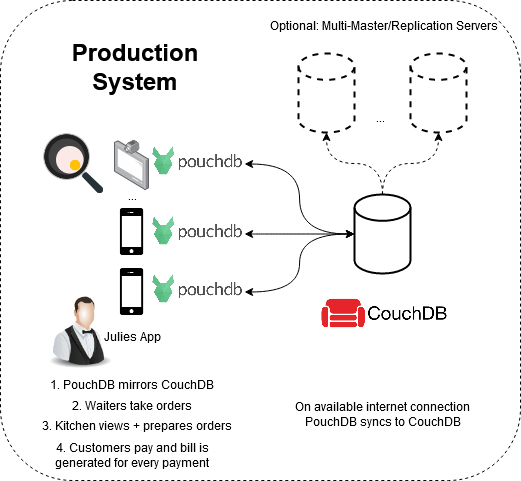 Optional: Multi-Master/Replication Servers
Production
System
...
pouchdb
...
pouchdb
pouchdb
CouchDB
Julies App
1. PouchDB mirrors CouchDB
2. Waiters take orders
3. Kitchen views + prepares orders
4. Customers pay and bill is
generated for every payment
On available internet connection
PouchDB syncs to CouchDB